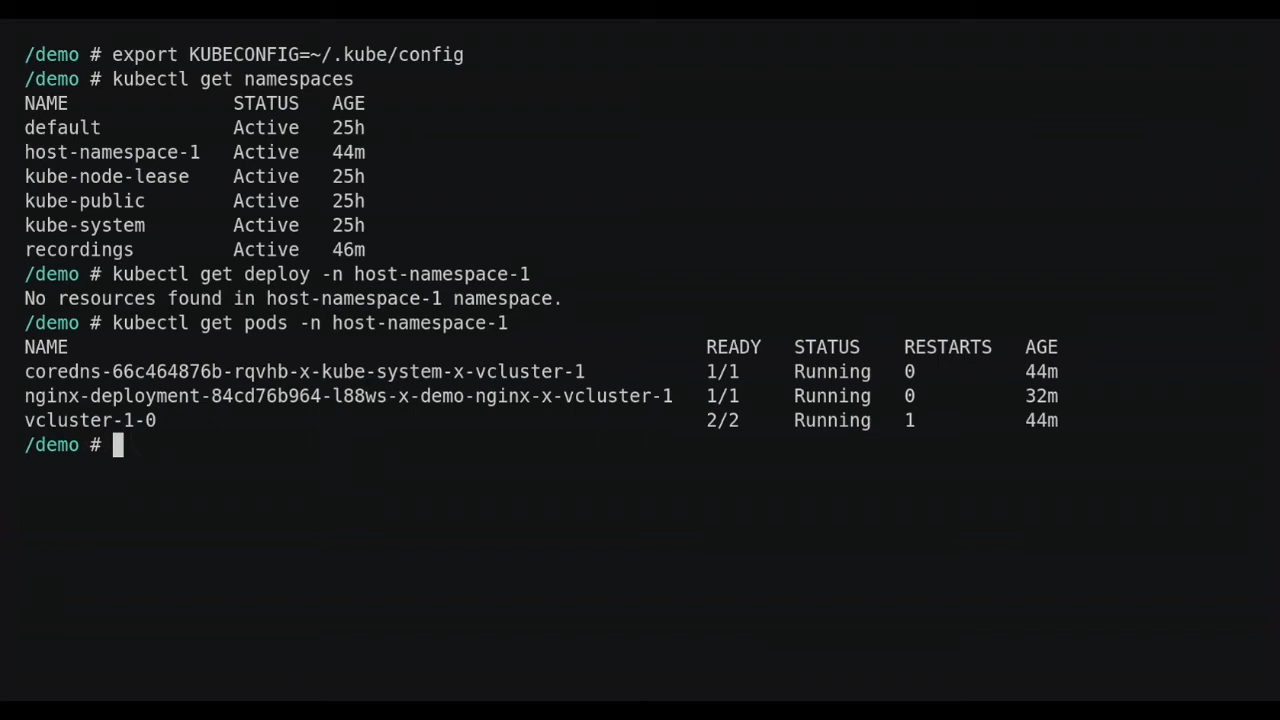 /demo # export KUBECONFIG=~/.kube/config
/demo # kubectl get namespaces
NAME               STATUS   AGE
default            Active   25h
host-namespace-1   Active   44m
kube-node-lease    Active   25h
kube-public        Active   25h
kube-system        Active   25h
recordings         Active   46m
/demo # kubectl get deploy -n host-namespace-1
No resources found in host-namespace-1 namespace.
/demo # kubectl get pods -n host-namespace-1
NAME                                                          READY   STATUS    RESTARTS   AGE
coredns-66c464876b-rqvhb-x-kube-system-x-vcluster-1           1/1     Running   0          44m
nginx-deployment-84cd76b964-l88ws-x-demo-nginx-x-vcluster-1   1/1     Running   0          32m
vcluster-1-0                                                  2/2     Running   1          44m
/demo #